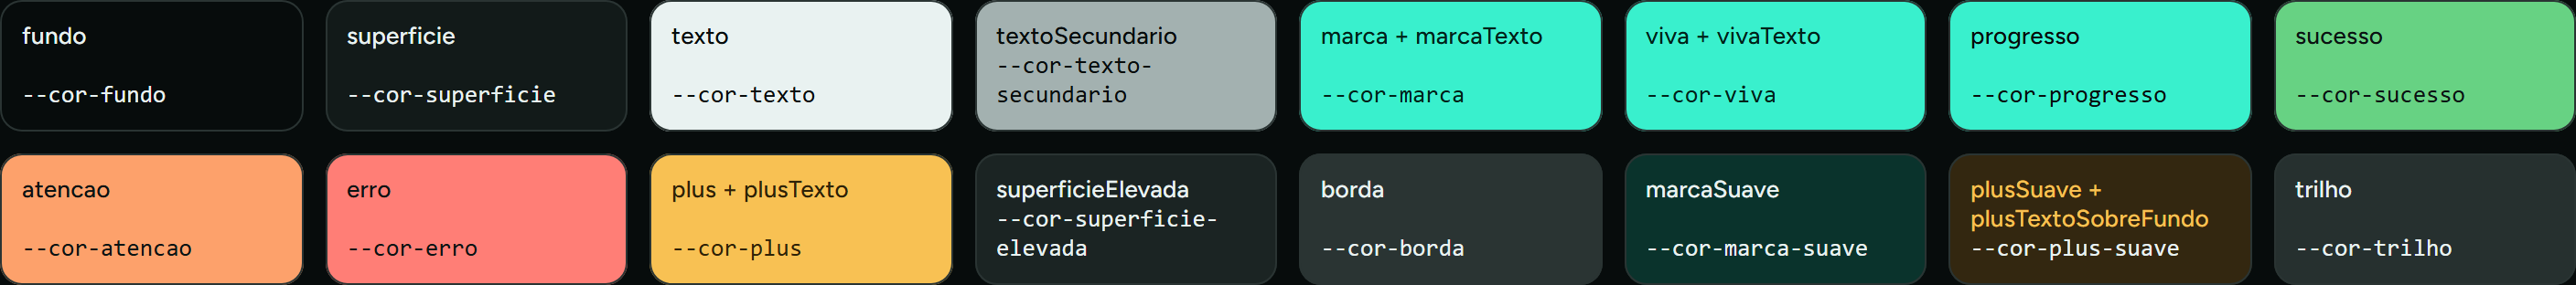 fundo
--cor-fundo
superficie
--cor-superficie
texto
--cor-texto
textoSecundario
--cor-texto-
secundario
marca + marcaTexto
--cor-marca
viva + vivaTexto
--cor-viva
progresso
--cor-progresso
sucesso
--cor-sucesso
atencao
--cor-atencao
erro
--cor-erro
plus + plusTexto
--cor-plus
superficieElevada
--cor-superficie-
elevada
borda
--cor-borda
marcaSuave
--cor-marca-suave
plusSuave +
plusTextoSobreFundo
--cor-plus-suave
trilho
--cor-trilho